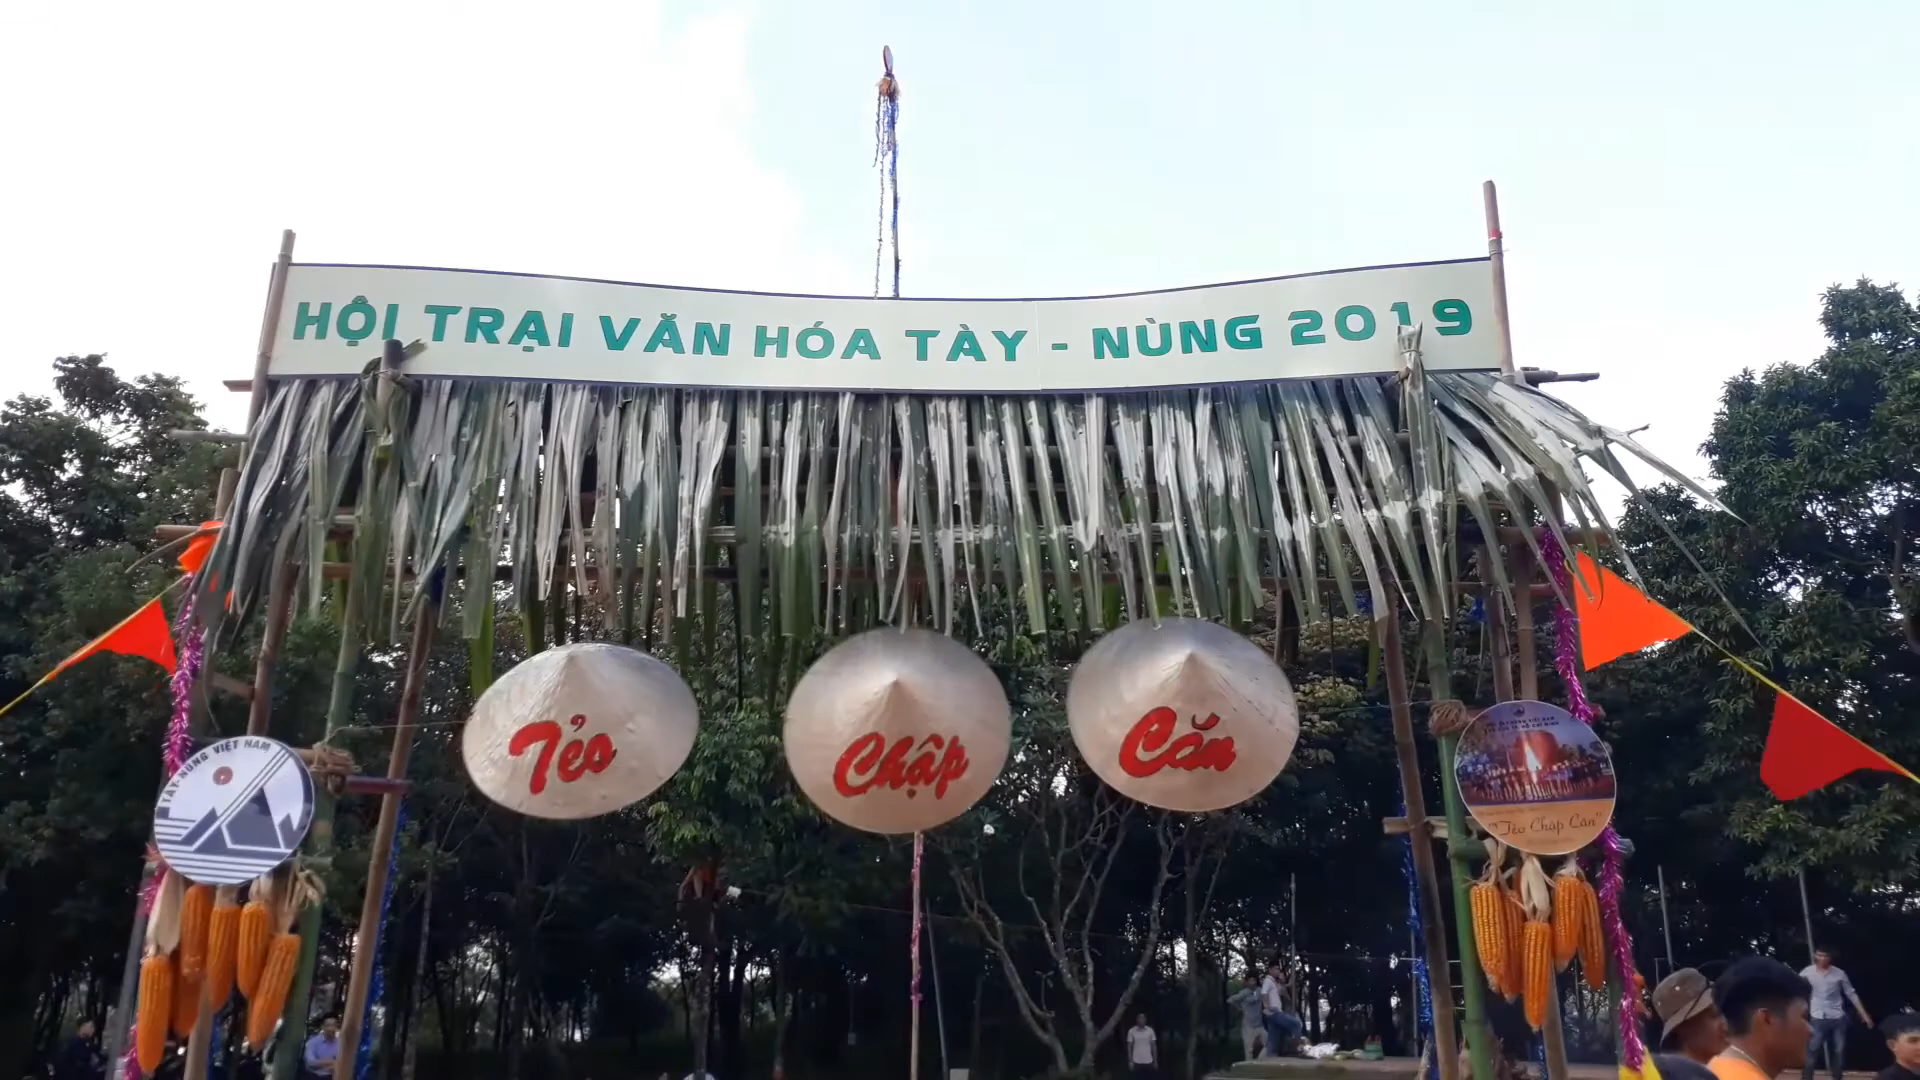 HỘI TRẠI VĂN HÓA TÀY - NÙNG 2019
Tẻo
Chập
Căn
TÀY-NÙNG VIỆT NAM
"Tẻo Chập Căn"